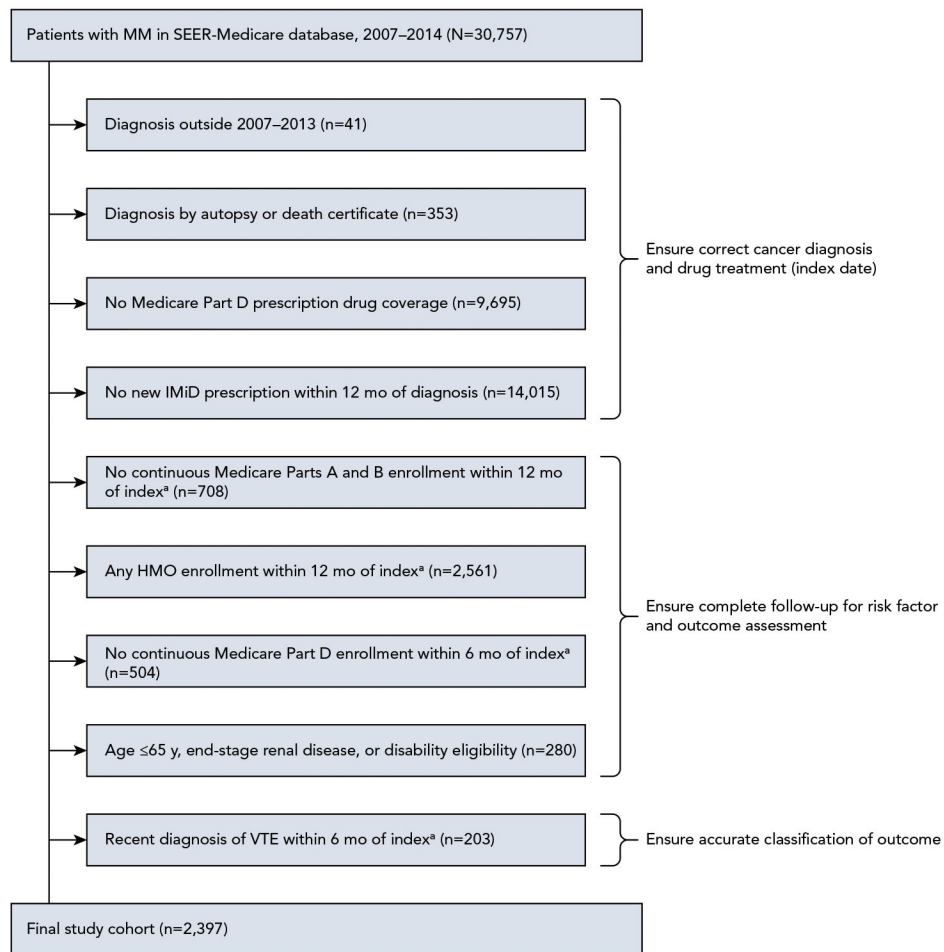 Patients with MM in SEER-Medicare database, 2007–2014 (N=30,757)
Diagnosis outside 2007–2013 (n=41)
Diagnosis by autopsy or death certificate (n=353)
No Medicare Part D prescription drug coverage (n=9,695)
No new IMiD prescription within 12 mo of diagnosis (n=14,015)
Ensure correct cancer diagnosis
and drug treatment (index date)
No continuous Medicare Parts A and B enrollment within 12 mo
of indexᵃ (n=708)
Any HMO enrollment within 12 mo of indexᵃ (n=2,561)
No continuous Medicare Part D enrollment within 6 mo of indexᵃ
(n=504)
Age ≤65 y, end-stage renal disease, or disability eligibility (n=280)
Ensure complete follow-up for risk factor
and outcome assessment
Recent diagnosis of VTE within 6 mo of indexᵃ (n=203)
Ensure accurate classification of outcome
Final study cohort (n=2,397)